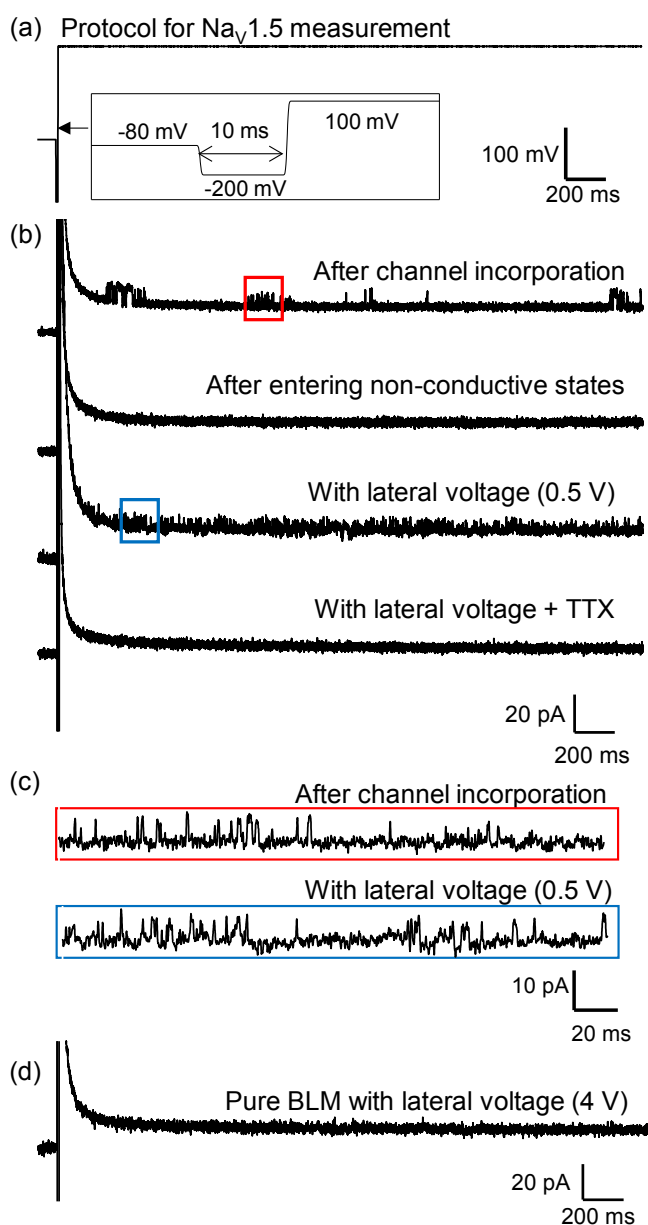 (a) Protocol for NaV1.5 measurement
-80 mV
10 ms
100 mV
-200 mV
100 mV
200 ms
(b)
After channel incorporation
After entering non-conductive states
With lateral voltage (0.5 V)
With lateral voltage + TTX
20 pA
200 ms
(c)
After channel incorporation
With lateral voltage (0.5 V)
10 pA
20 ms
(d)
Pure BLM with lateral voltage (4 V)
20 pA
200 ms